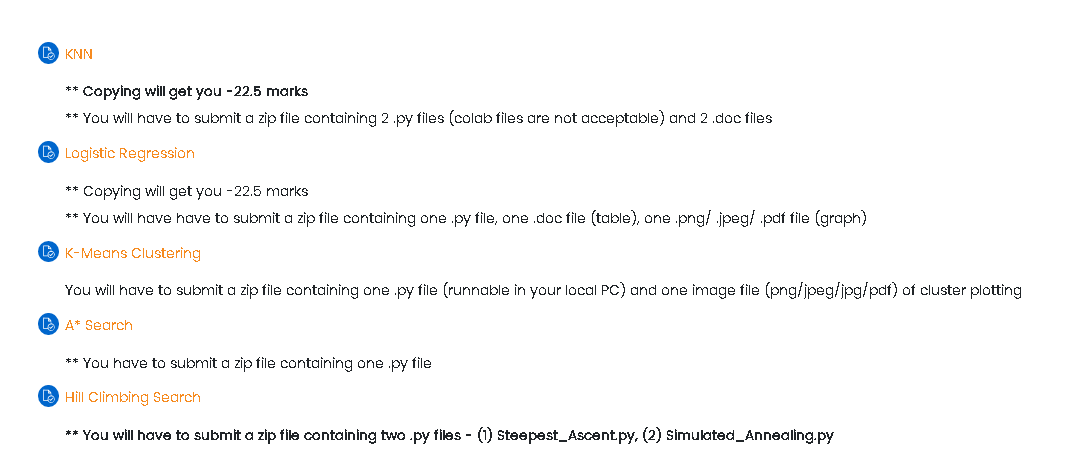 KNN
** Copying will get you -22.5 marks
** You will have to submit a zip file containing 2 .py files (colab files are not acceptable) and 2 .doc files
Logistic Regression
** Copying will get you -22.5 marks
** You will have have to submit a zip file containing one .py file, one .doc file (table), one .png/ .jpeg/ .pdf file (graph)
K-Means Clustering
You will have to submit a zip file containing one .py file (runnable in your local PC) and one image file (png/jpeg/jpg/pdf) of cluster plotting
A* Search
** You have to submit a zip file containing one .py file
Hill Climbing Search
** You will have to submit a zip file containing two .py files - (1) Steepest_Ascent.py, (2) Simulated_Annealing.py